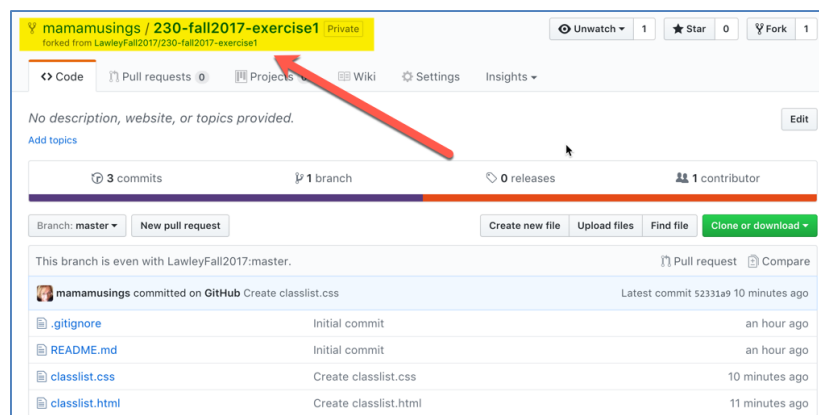 mamamusings / 230-fall2017-exercise1 Private
forked from LawleyFall2017/230-fall2017-exercise1
Unwatch 1 Star 0 Fork 1
Code Pull requests 0 Projects Wiki Settings Insights
No description, website, or topics provided.
Edit
Add topics
3 commits 1 branch 0 releases 1 contributor
Branch: master New pull request Create new file Upload files Find file Clone or download
This branch is even with LawleyFall2017:master. Pull request Compare
mamamusings committed on GitHub Create classlist.css Latest commit 52331a9 10 minutes ago
.gitignore Initial commit an hour ago
README.md Initial commit an hour ago
classlist.css Create classlist.css 10 minutes ago
classlist.html Create classlist.html 11 minutes ago